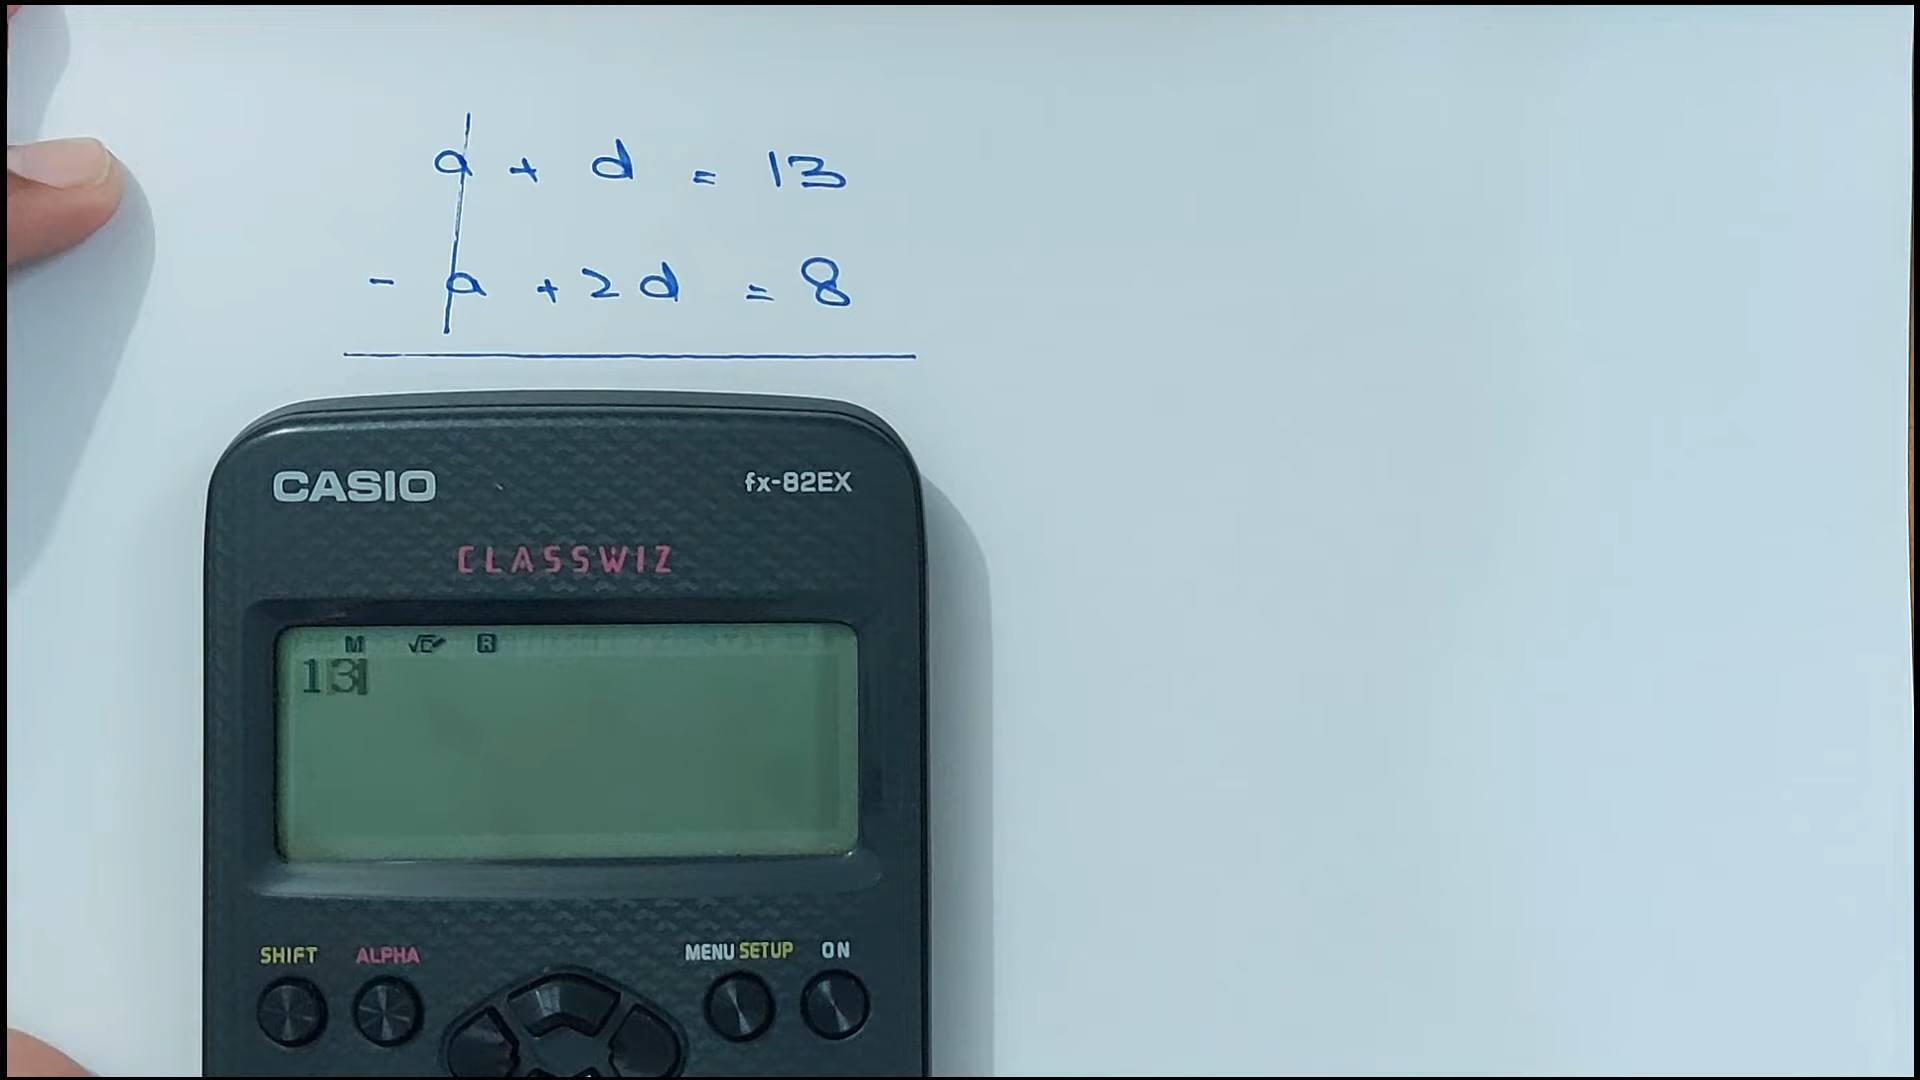 a + d = 13
- a + 2d = 8
CASIO fx-82EX
CLASSWIZ
M √ R
13
SHIFT ALPHA MENU SETUP ON